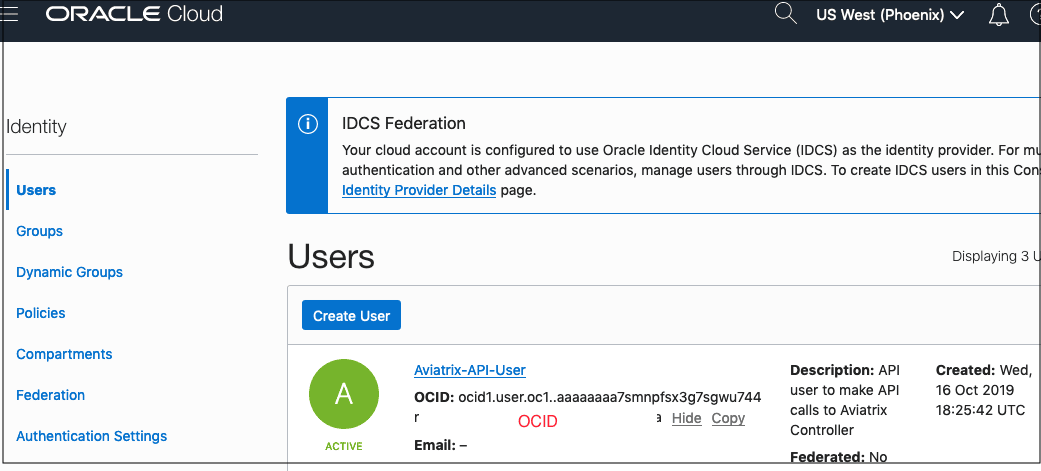 ORACLE Cloud
US West (Phoenix)
Identity
Users
Groups
Dynamic Groups
Policies
Compartments
Federation
Authentication Settings
IDCS Federation
Your cloud account is configured to use Oracle Identity Cloud Service (IDCS) as the identity provider. For mu
authentication and other advanced scenarios, manage users through IDCS. To create IDCS users in this Con
Identity Provider Details page.
Users
Displaying 3 U
Create User
A
ACTIVE
Aviatrix-API-User
OCID: ocid1.user.oc1..aaaaaaaa7smnpfsx3g7sgwu744
r OCID a Hide Copy
Email: –
Description: API
user to make API
calls to Aviatrix
Controller
Federated: No
Created: Wed,
16 Oct 2019
18:25:42 UTC